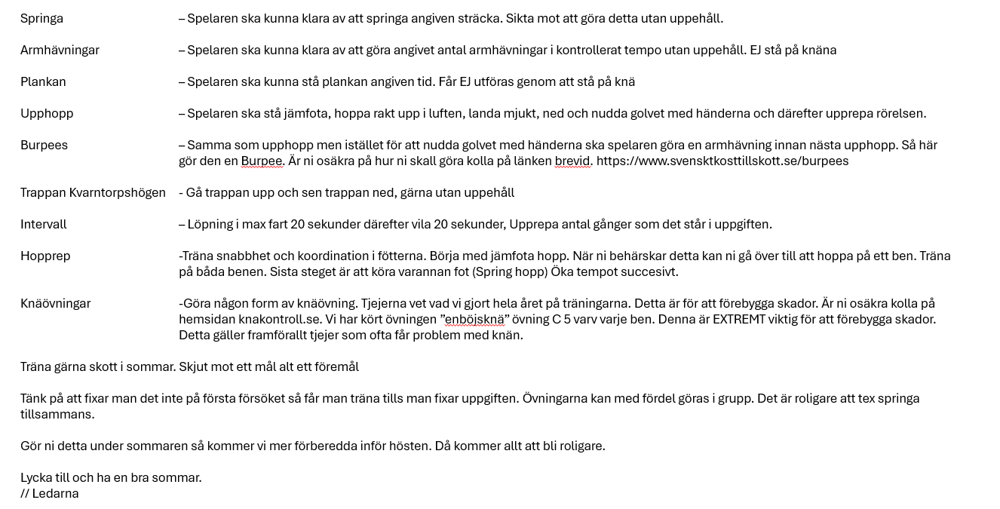 Springa – Spelaren ska kunna klara av att springa angiven sträcka. Sikta mot att göra detta utan uppehåll.
Armhävningar – Spelaren ska kunna klara av att göra angivet antal armhävningar i kontrollerat tempo utan uppehåll. EJ stå på knäna
Plankan – Spelaren ska kunna stå plankan angiven tid. Får EJ utföras genom att stå på knä
Upphopp – Spelaren ska stå jämfota, hoppa rakt upp i luften, landa mjukt, ned och nudda golvet med händerna och därefter upprepa rörelsen.
Burpees – Samma som upphopp men istället för att nudda golvet med händerna ska spelaren göra en armhävning innan nästa upphopp. Så här
gör den en Burpee. Är ni osäkra på hur ni skall göra kolla på länken brevid. https://www.svensktkosttillskott.se/burpees
Trappan Kvarntorpshögen - Gå trappan upp och sen trappan ned, gärna utan uppehåll
Intervall – Löpning i max fart 20 sekunder därefter vila 20 sekunder, Upprepa antal gånger som det står i uppgiften.
Hopprep -Träna snabbhet och koordination i fötterna. Börja med jämfota hopp. När ni behärskar detta kan ni gå över till att hoppa på ett ben. Träna
på båda benen. Sista steget är att köra varannan fot (Spring hopp) Öka tempot succesivt.
Knäövningar -Göra någon form av knäövning. Tjejerna vet vad vi gjort hela året på träningarna. Detta är för att förebygga skador. Är ni osäkra kolla på
hemsidan knakontroll.se. Vi har kört övningen ”enböjsknä” övning C 5 varv varje ben. Denna är EXTREMT viktig för att förebygga skador.
Detta gäller framförallt tjejer som ofta får problem med knän.
Träna gärna skott i sommar. Skjut mot ett mål alt ett föremål
Tänk på att fixar man det inte på första försöket så får man träna tills man fixar uppgiften. Övningarna kan med fördel göras i grupp. Det är roligare att tex springa
tillsammans.
Gör ni detta under sommaren så kommer vi mer förberedda inför hösten. Då kommer allt att bli roligare.
Lycka till och ha en bra sommar.
// Ledarna